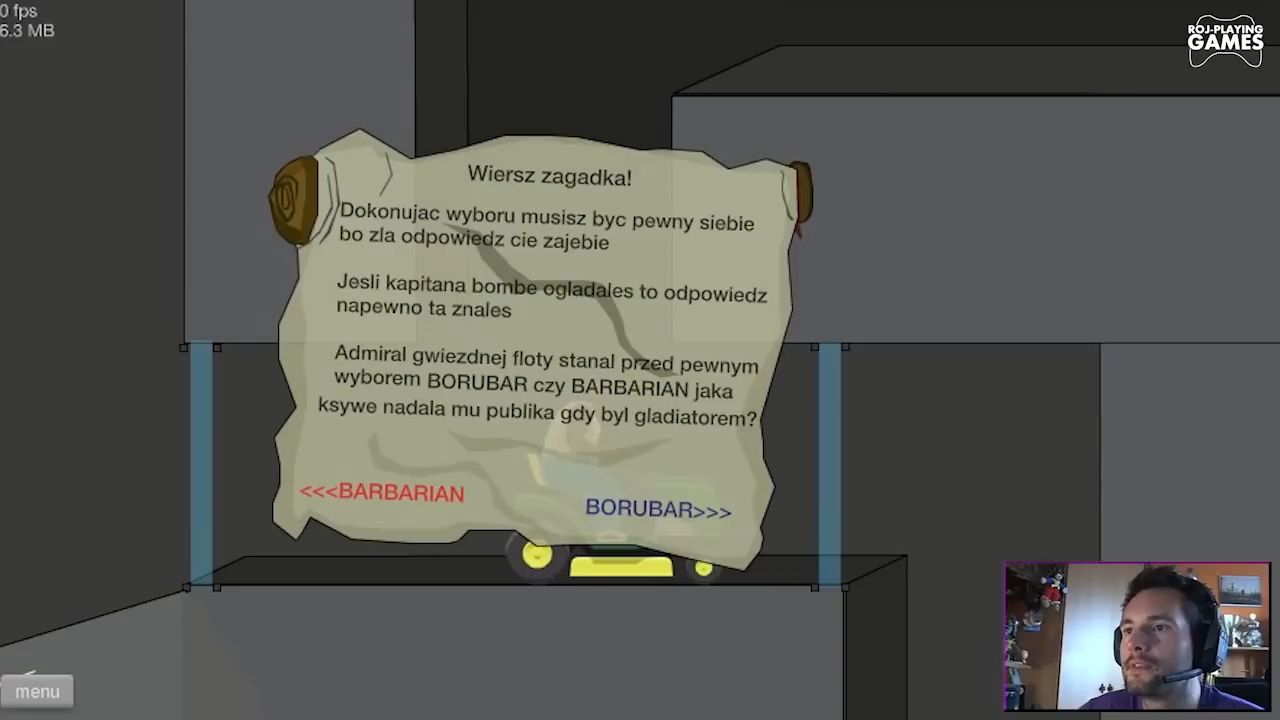 0 fps
6.3 MB
ROJ-PLAYING
GAMES
Wiersz zagadka!
Dokonujac wyboru musisz byc pewny siebie
bo zla odpowiedz cie zajebie
Jesli kapitana bombe ogladales to odpowiedz
napewno ta znales
Admiral gwiezdnej floty stanal przed pewnym
wyborem BORUBAR czy BARBARIAN jaka
ksywe nadala mu publika gdy byl gladiatorem?
<<<BARBARIAN
BORUBAR>>>
menu